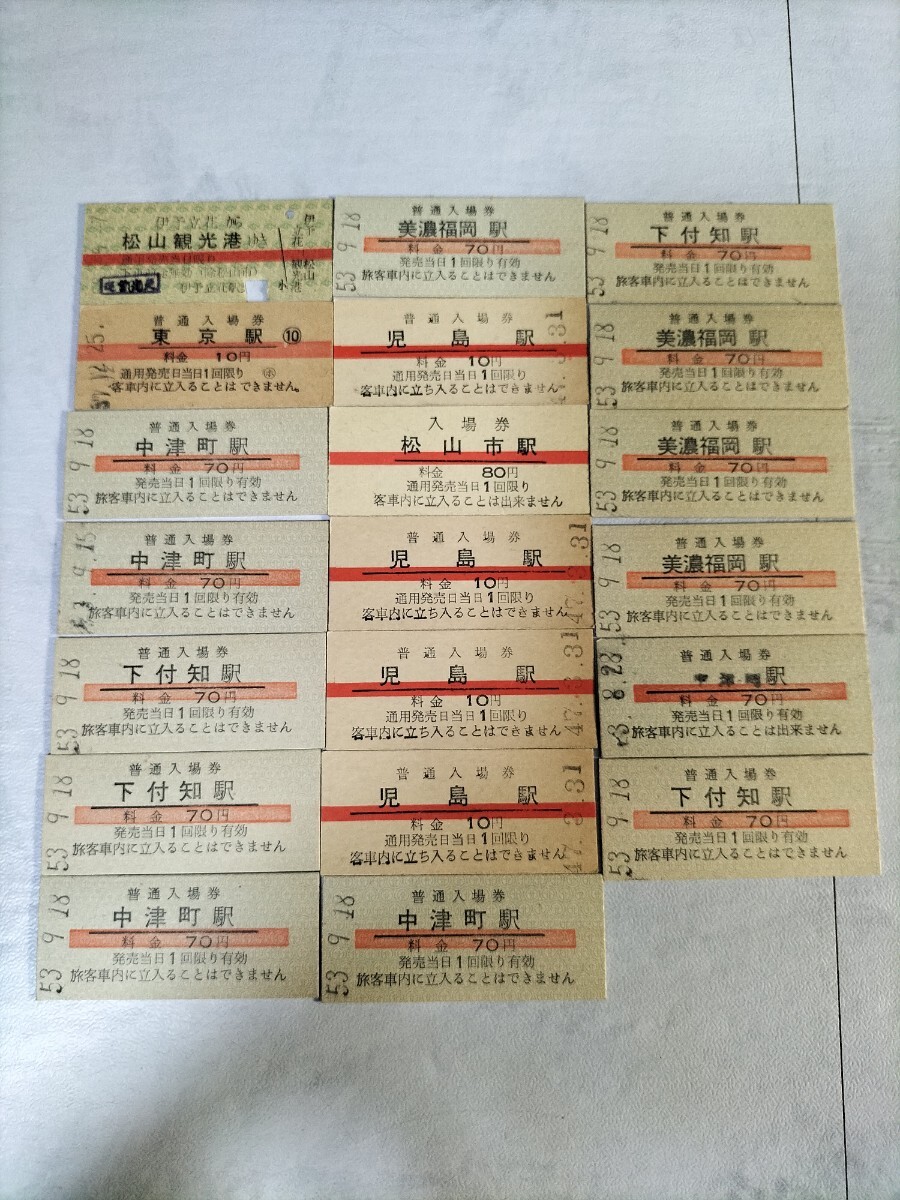 伊予立花から
松山観光港ゆき
通用発売当日限り
伊予立花
松山観光港
小
普通入場券
美濃福岡駅
料金 70円
発売当日1回限り有効
旅客車内に立入ることはできません
53 9.18
普通入場券
下付知駅
料金 70円
発売当日1回限り有効
旅客車内に立入ることはできません
53 9.18
普通入場券
東京駅 ⑩
料金 10円
通用発売日当日1回限り
客車内に立入ることはできません。
普通入場券
児島駅
料金 10円
通用発売日当日1回限り
客車内に立ち入ることはできません
普通入場券
美濃福岡駅
料金 70円
発売当日1回限り有効
旅客車内に立入ることはできません
53 9.18
普通入場券
中津町駅
料金 70円
発売当日1回限り有効
旅客車内に立入ることはできません
53 9.18
入場券
松山市駅
料金 80円
通用発売日当日1回限り
客車内に立入ることは出来ません
普通入場券
美濃福岡駅
料金 70円
発売当日1回限り有効
旅客車内に立入ることはできません
53 9.18
普通入場券
中津町駅
料金 70円
発売当日1回限り有効
旅客車内に立入ることはできません
普通入場券
児島駅
料金 10円
通用発売日当日1回限り
客車内に立ち入ることはできません
普通入場券
美濃福岡駅
料金 70円
発売当日1回限り有効
旅客車内に立入ることはできません
53 9.18
普通入場券
下付知駅
料金 70円
発売当日1回限り有効
旅客車内に立入ることはできません
53 9.18
普通入場券
児島駅
料金 10円
通用発売日当日1回限り
客車内に立ち入ることはできません
47.3.31
普通入場券
駅
料金 70円
発売当日1回限り有効
旅客車内に立入ることは出来ません
普通入場券
下付知駅
料金 70円
発売当日1回限り有効
旅客車内に立入ることはできません
53 9.18
普通入場券
児島駅
料金 10円
通用発売日当日1回限り
客車内に立ち入ることはできません
47.3.31
普通入場券
下付知駅
料金 70円
発売当日1回限り有効
旅客車内に立入ることはできません
53 9.18
普通入場券
中津町駅
料金 70円
発売当日1回限り有効
旅客車内に立入ることはできません
53 9.18
普通入場券
中津町駅
料金 70円
発売当日1回限り有効
旅客車内に立入ることはできません
53 9.18